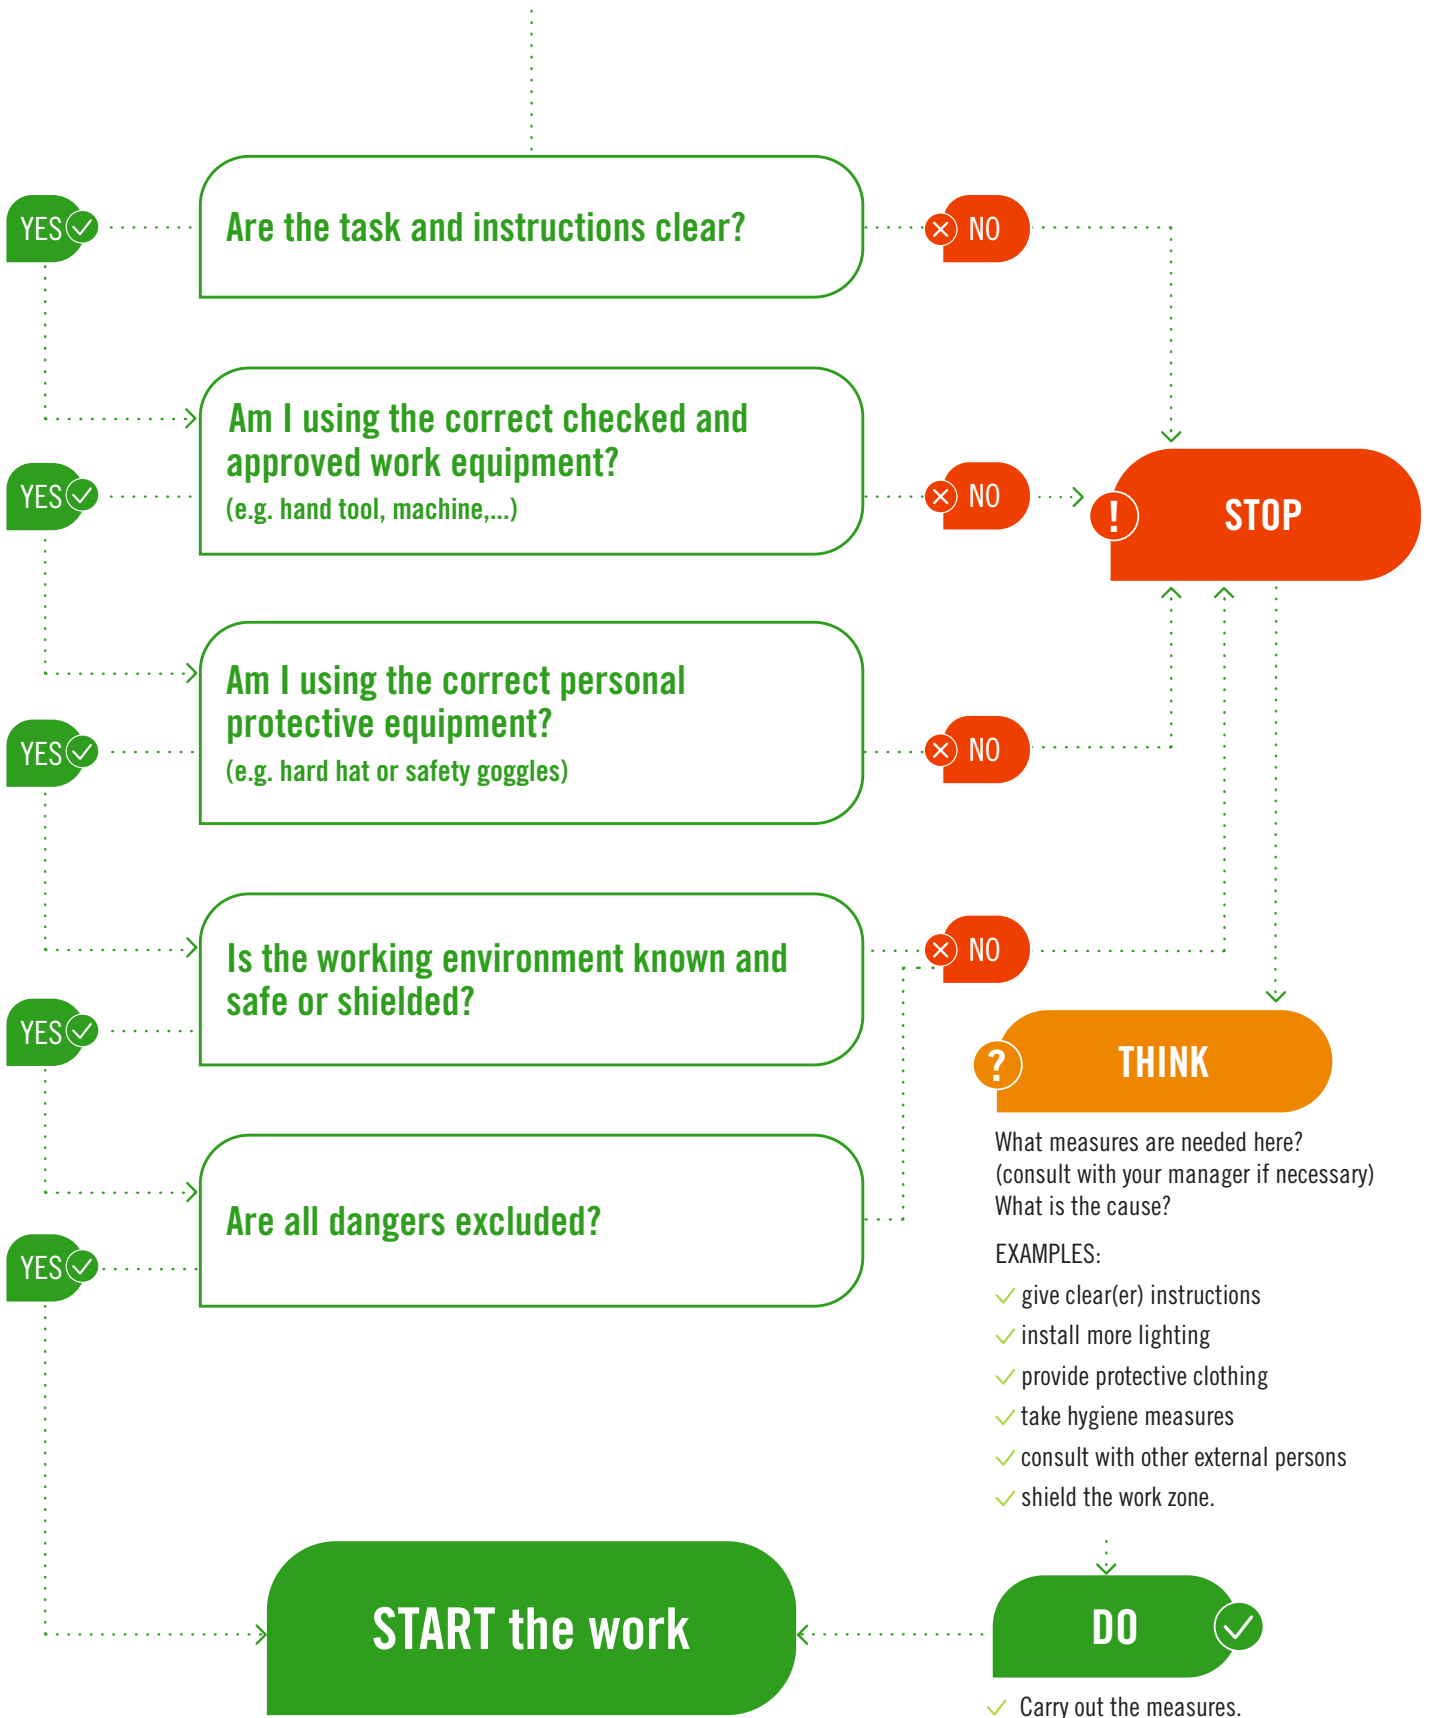 Are the task and instructions clear?
YES
NO
Am I using the correct checked and
approved work equipment?
(e.g. hand tool, machine,...)
YES
NO
! STOP
Am I using the correct personal
protective equipment?
(e.g. hard hat or safety goggles)
YES
NO
Is the working environment known and
safe or shielded?
YES
NO
Are all dangers excluded?
YES
? THINK
What measures are needed here?
(consult with your manager if necessary)
What is the cause?
EXAMPLES:
give clear(er) instructions
install more lighting
provide protective clothing
take hygiene measures
consult with other external persons
shield the work zone.
DO
Carry out the measures.
START the work